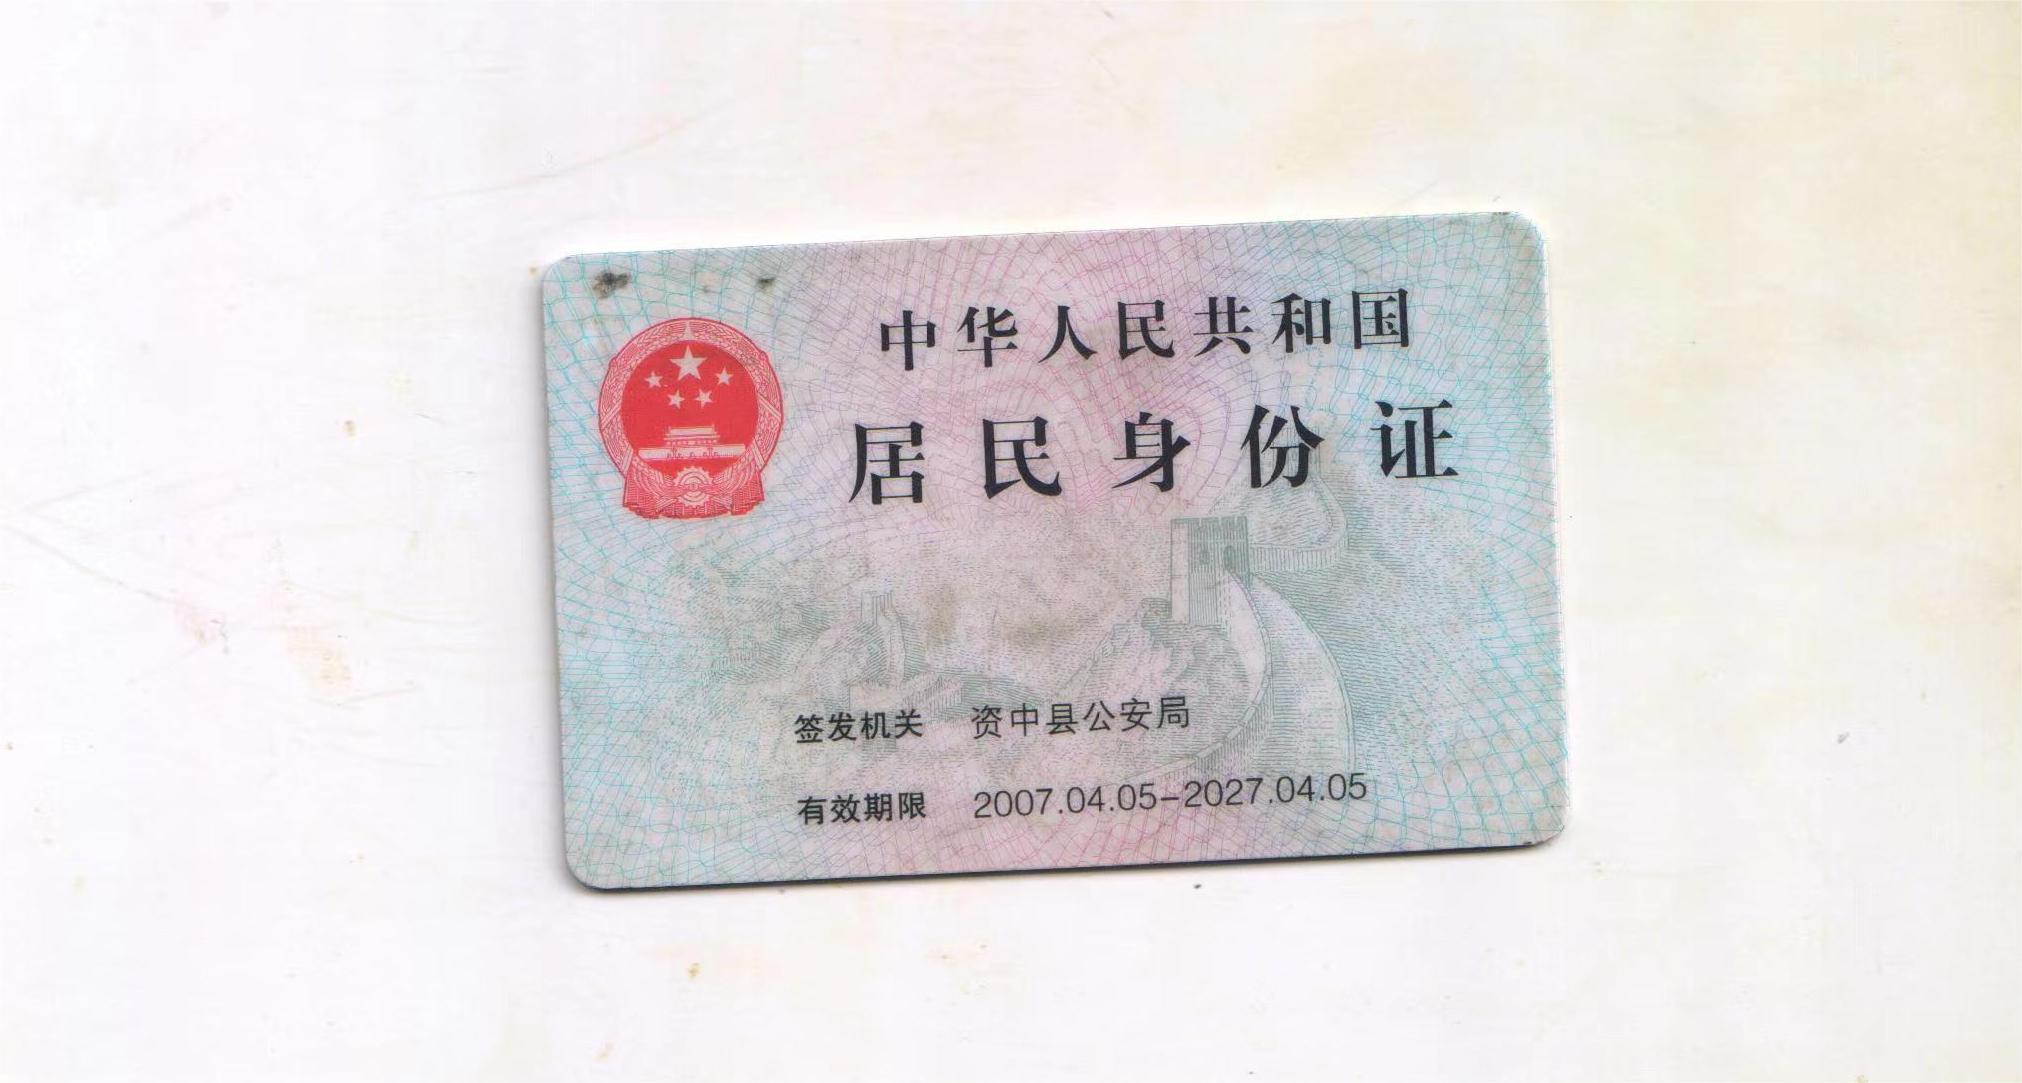 中华人民共和国
居民身份证
签发机关 资中县公安局
有效期限 2007.04.05-2027.04.05